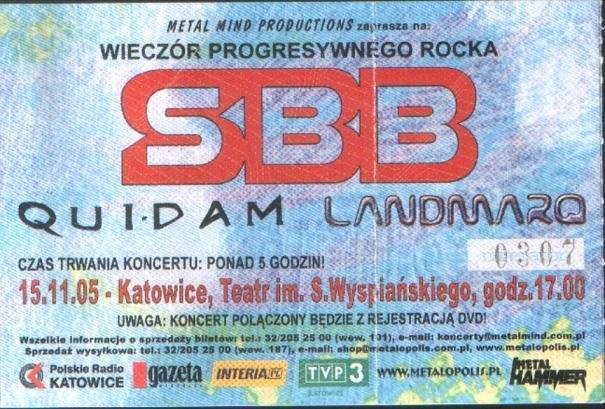 METAL MIND PRODUCTIONS zaprasza na:
WIECZÓR PROGRESYWNEGO ROCKA
SBB
QUIDAM LANDMARQ
0307
CZAS TRWANIA KONCERTU: PONAD 5 GODZIN!
15.11.05 - Katowice, Teatr im. S.Wyspiańskiego, godz.17.00
UWAGA: KONCERT POŁĄCZONY BĘDZIE Z REJESTRACJĄ DVD!
Wszelkie informacje o sprzedaży biletów: tel.: 32/205 25 00 (wew. 131), e-mail: koncerty@metalmind.com.pl
Sprzedaż wysyłkowa: tel.: 32/205 25 00 (wew. 187), e-mail: shop@metalopolis.com.pl, www.metalopolis.pl
Polskie Radio KATOWICE gazeta INTERIA.PL TVP3 KATOWICE WWW.METALOPOLIS.PL METAL HAMMER